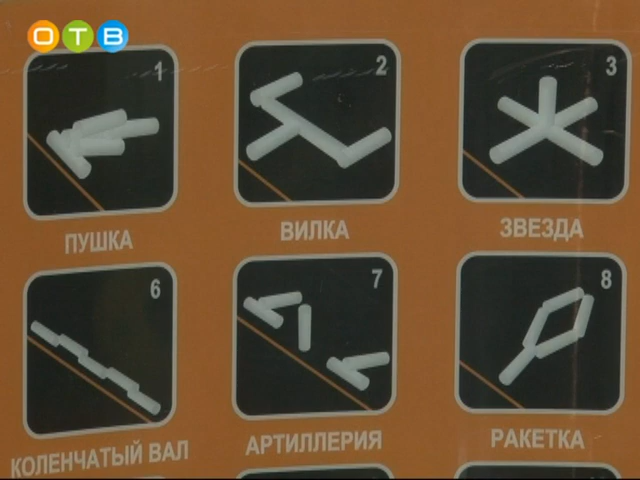 ОТВ
1
2
3
ПУШКА
ВИЛКА
ЗВЕЗДА
6
7
8
КОЛЕНЧАТЫЙ ВАЛ
АРТИЛЛЕРИЯ
РАКЕТКА